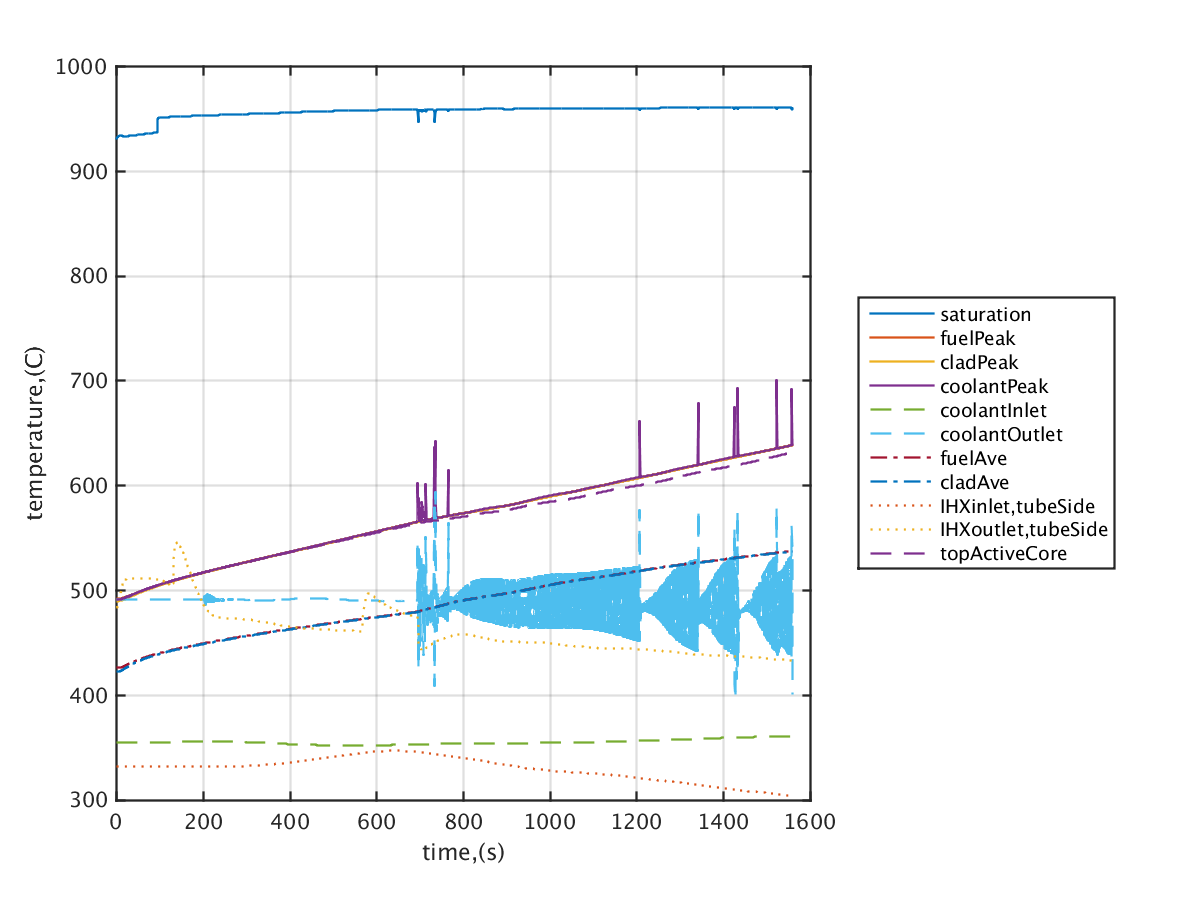 1000
900
800
700
600
500
400
300
temperature,(C)
0 200 400 600 800 1000 1200 1400 1600
time,(s)
saturation
fuelPeak
cladPeak
coolantPeak
coolantInlet
coolantOutlet
fuelAve
cladAve
IHXinlet,tubeSide
IHXoutlet,tubeSide
topActiveCore